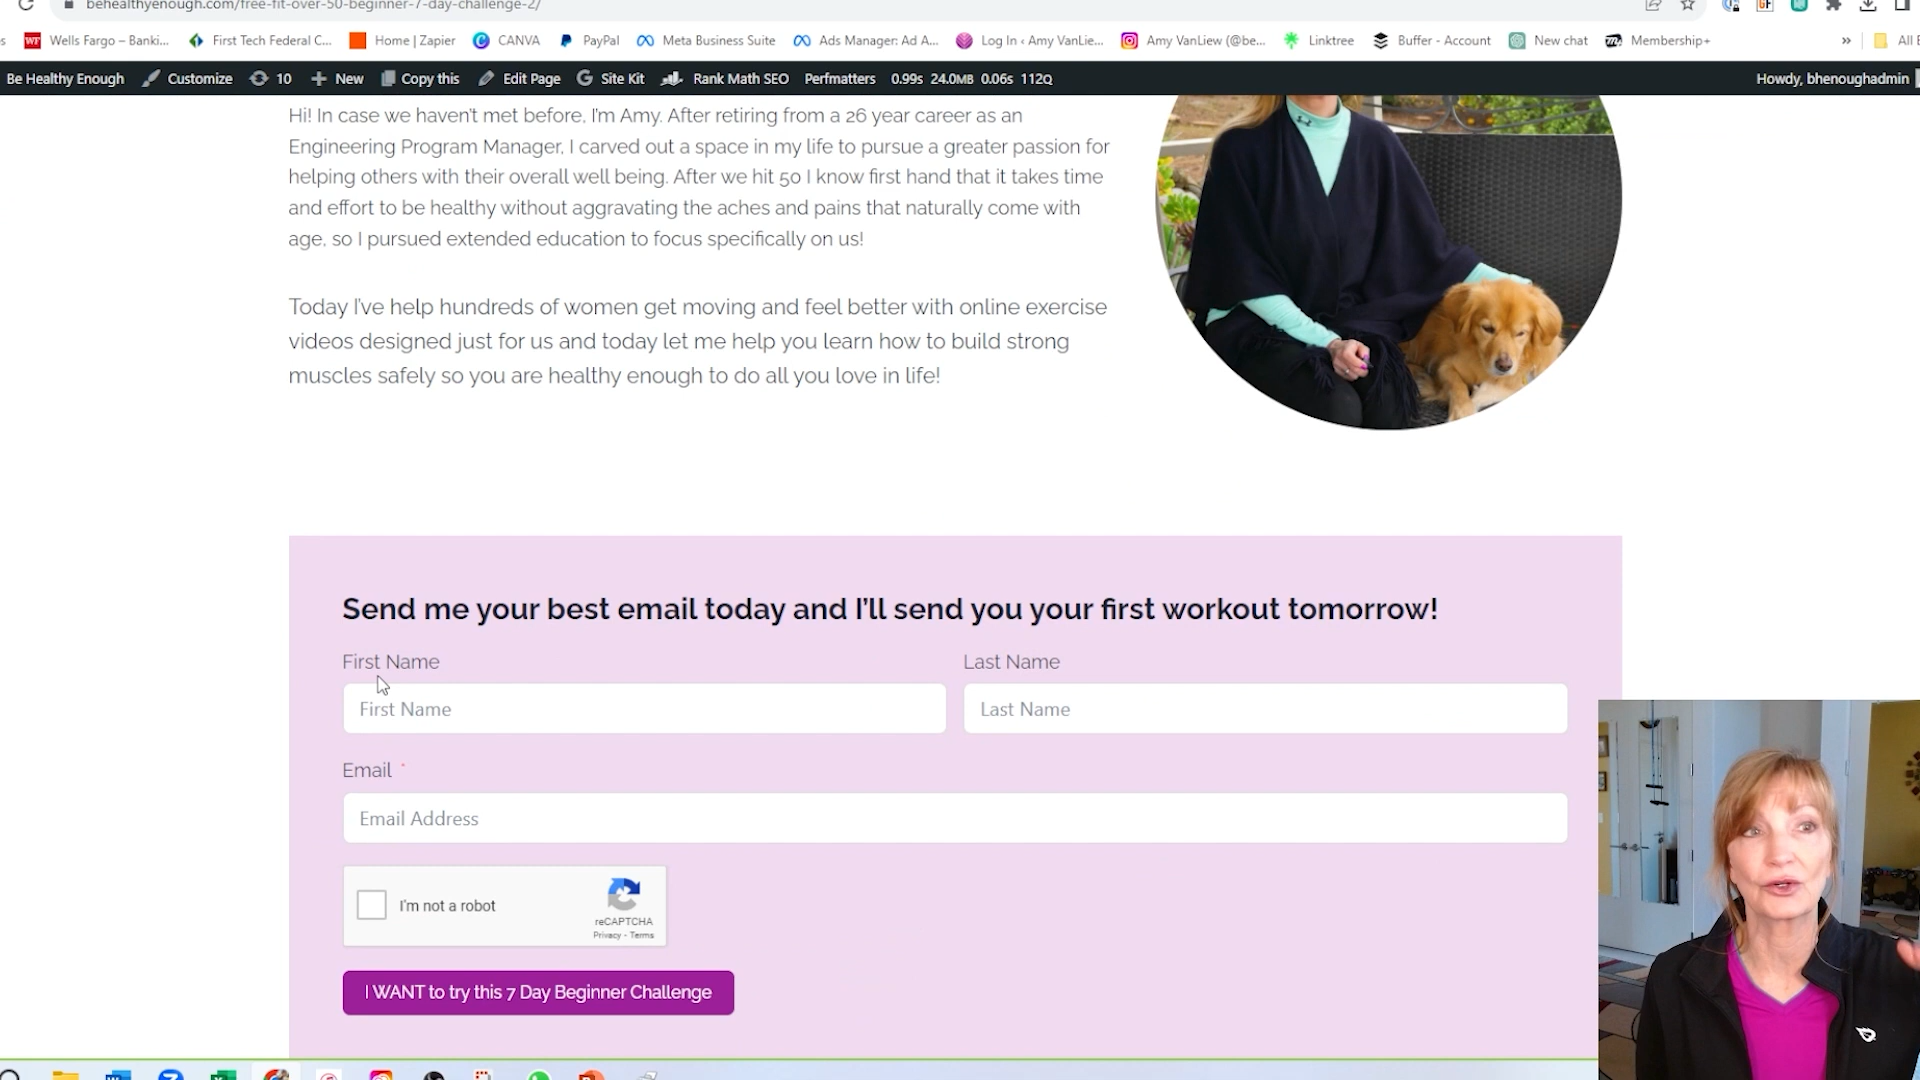 behealthyenough.com/free-fit-over-50-beginner-7-day-challenge-2/
WF Wells Fargo – Banki... First Tech Federal C... Home | Zapier CANVA PayPal Meta Business Suite Ads Manager: Ad A... Log In ‹ Amy VanLie... Amy VanLiew (@be... Linktree Buffer - Account New chat Membership+ » All
Be Healthy Enough Customize 10 New Copy this Edit Page Site Kit Rank Math SEO Perfmatters 0.99s 24.0MB 0.06s 112Q Howdy, bhenoughadmin
Hi! In case we haven't met before, I'm Amy. After retiring from a 26 year career as an
Engineering Program Manager, I carved out a space in my life to pursue a greater passion for
helping others with their overall well being. After we hit 50 I know first hand that it takes time
and effort to be healthy without aggravating the aches and pains that naturally come with
age, so I pursued extended education to focus specifically on us!
Today I've help hundreds of women get moving and feel better with online exercise
videos designed just for us and today let me help you learn how to build strong
muscles safely so you are healthy enough to do all you love in life!
Send me your best email today and I'll send you your first workout tomorrow!
First Name Last Name
First Name Last Name
Email *
Email Address
I'm not a robot
reCAPTCHA
Privacy - Terms
I WANT to try this 7 Day Beginner Challenge